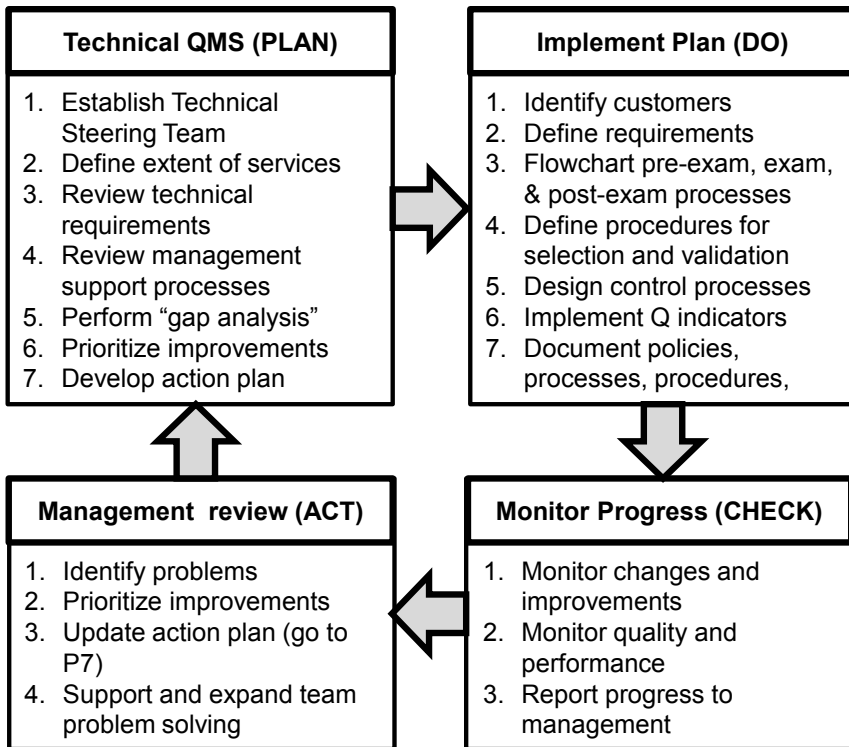 Technical QMS (PLAN)
1. Establish Technical
Steering Team
2. Define extent of services
3. Review technical
requirements
4. Review management
support processes
5. Perform “gap analysis”
6. Prioritize improvements
7. Develop action plan
Implement Plan (DO)
1. Identify customers
2. Define requirements
3. Flowchart pre-exam, exam,
& post-exam processes
4. Define procedures for
selection and validation
5. Design control processes
6. Implement Q indicators
7. Document policies,
processes, procedures,
Monitor Progress (CHECK)
1. Monitor changes and
improvements
2. Monitor quality and
performance
3. Report progress to
management
Management review (ACT)
1. Identify problems
2. Prioritize improvements
3. Update action plan (go to
P7)
4. Support and expand team
problem solving